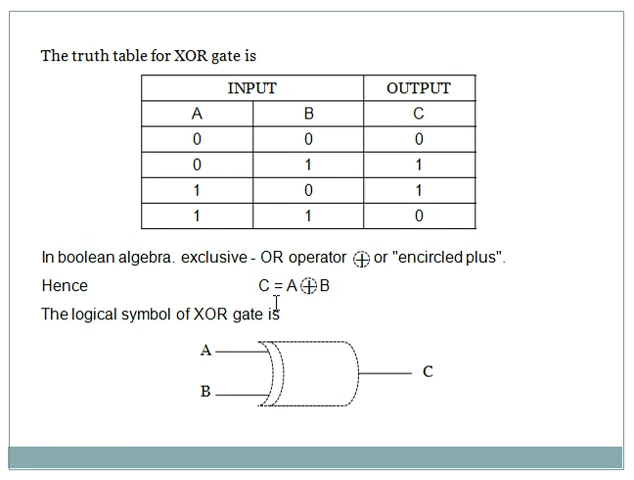 The truth table for XOR gate is
INPUT OUTPUT
A B C
0 0 0
0 1 1
1 0 1
1 1 0
In boolean algebra. exclusive - OR operator ⊕ or "encircled plus".
Hence C = A ⊕ B
The logical symbol of XOR gate is
A
C
B